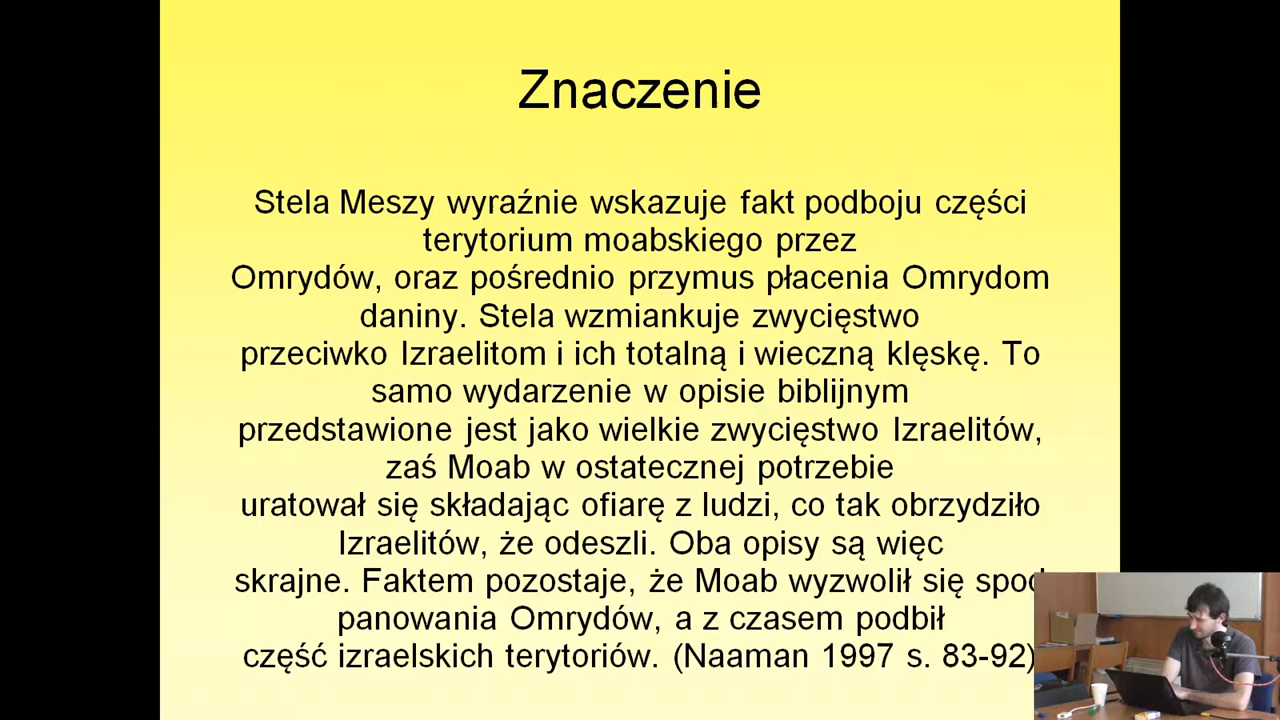 Znaczenie
Stela Meszy wyraźnie wskazuje fakt podboju części
terytorium moabskiego przez
Omrydów, oraz pośrednio przymus płacenia Omrydom
daniny. Stela wzmiankuje zwycięstwo
przeciwko Izraelitom i ich totalną i wieczną klęskę. To
samo wydarzenie w opisie biblijnym
przedstawione jest jako wielkie zwycięstwo Izraelitów,
zaś Moab w ostatecznej potrzebie
uratował się składając ofiarę z ludzi, co tak obrzydziło
Izraelitów, że odeszli. Oba opisy są więc
skrajne. Faktem pozostaje, że Moab wyzwolił się spod
panowania Omrydów, a z czasem podbił
część izraelskich terytoriów. (Naaman 1997 s. 83-92)